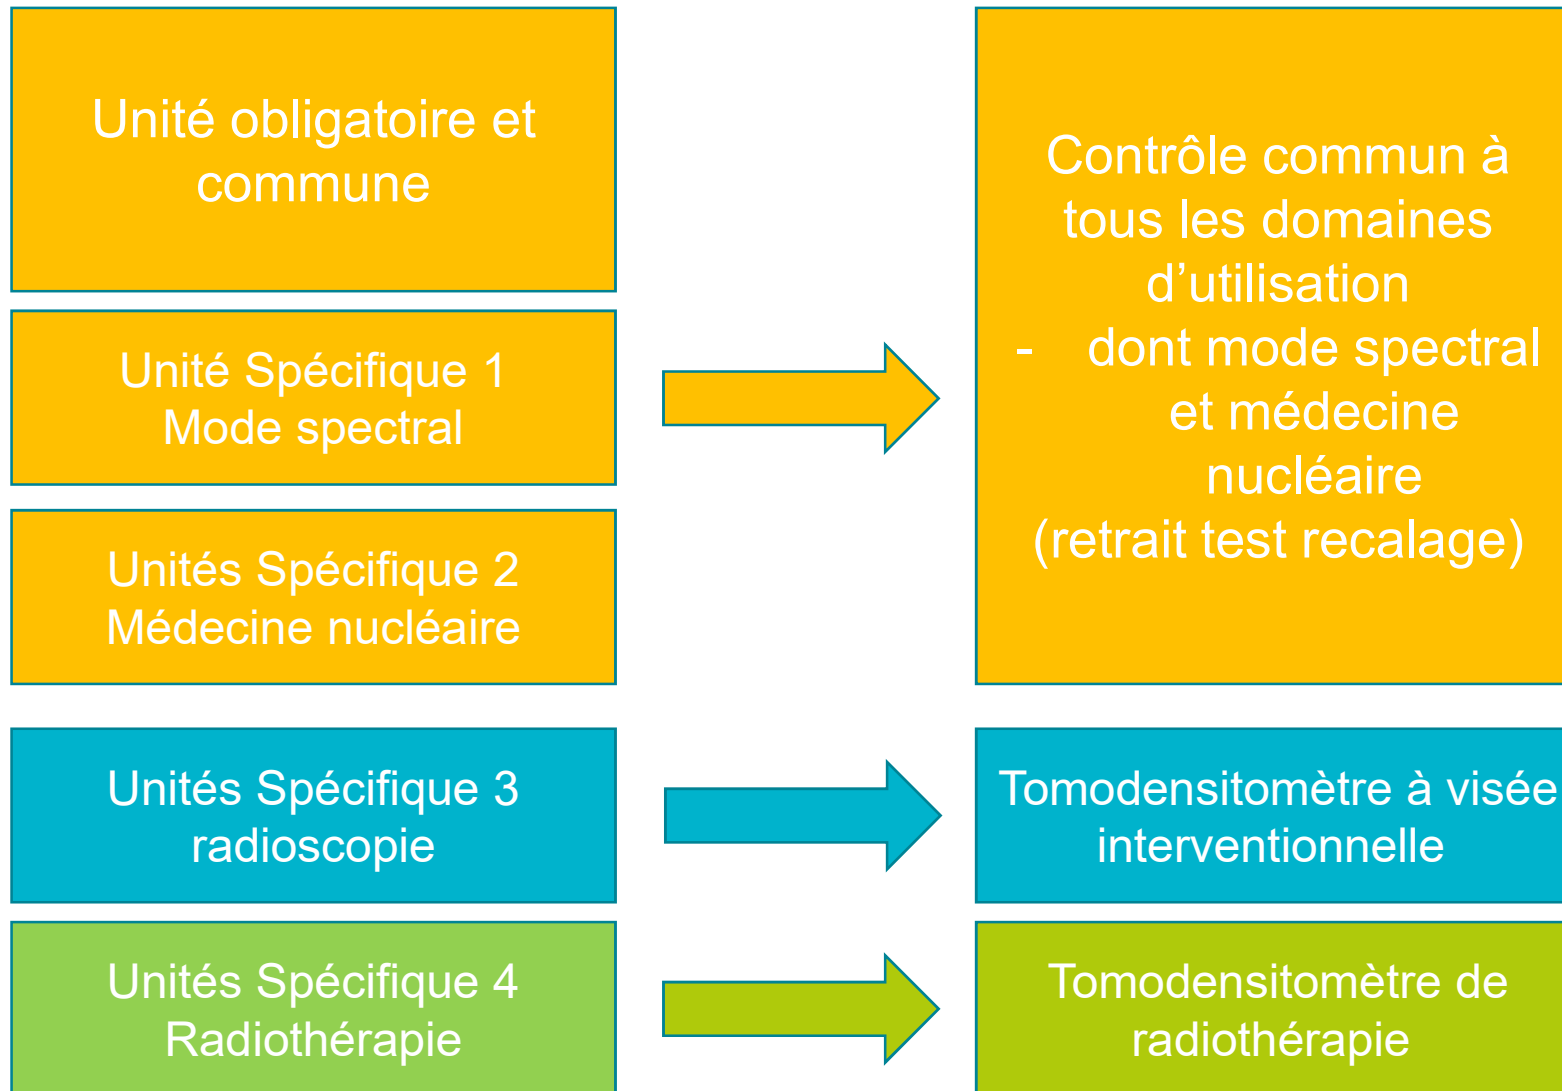 Unité obligatoire et
commune
Unité Spécifique 1
Mode spectral
Unités Spécifique 2
Médecine nucléaire
Contrôle commun à
tous les domaines
d’utilisation
- dont mode spectral
et médecine
nucléaire
(retrait test recalage)
Unités Spécifique 3
radioscopie
Tomodensitomètre à visée
interventionnelle
Unités Spécifique 4
Radiothérapie
Tomodensitomètre de
radiothérapie